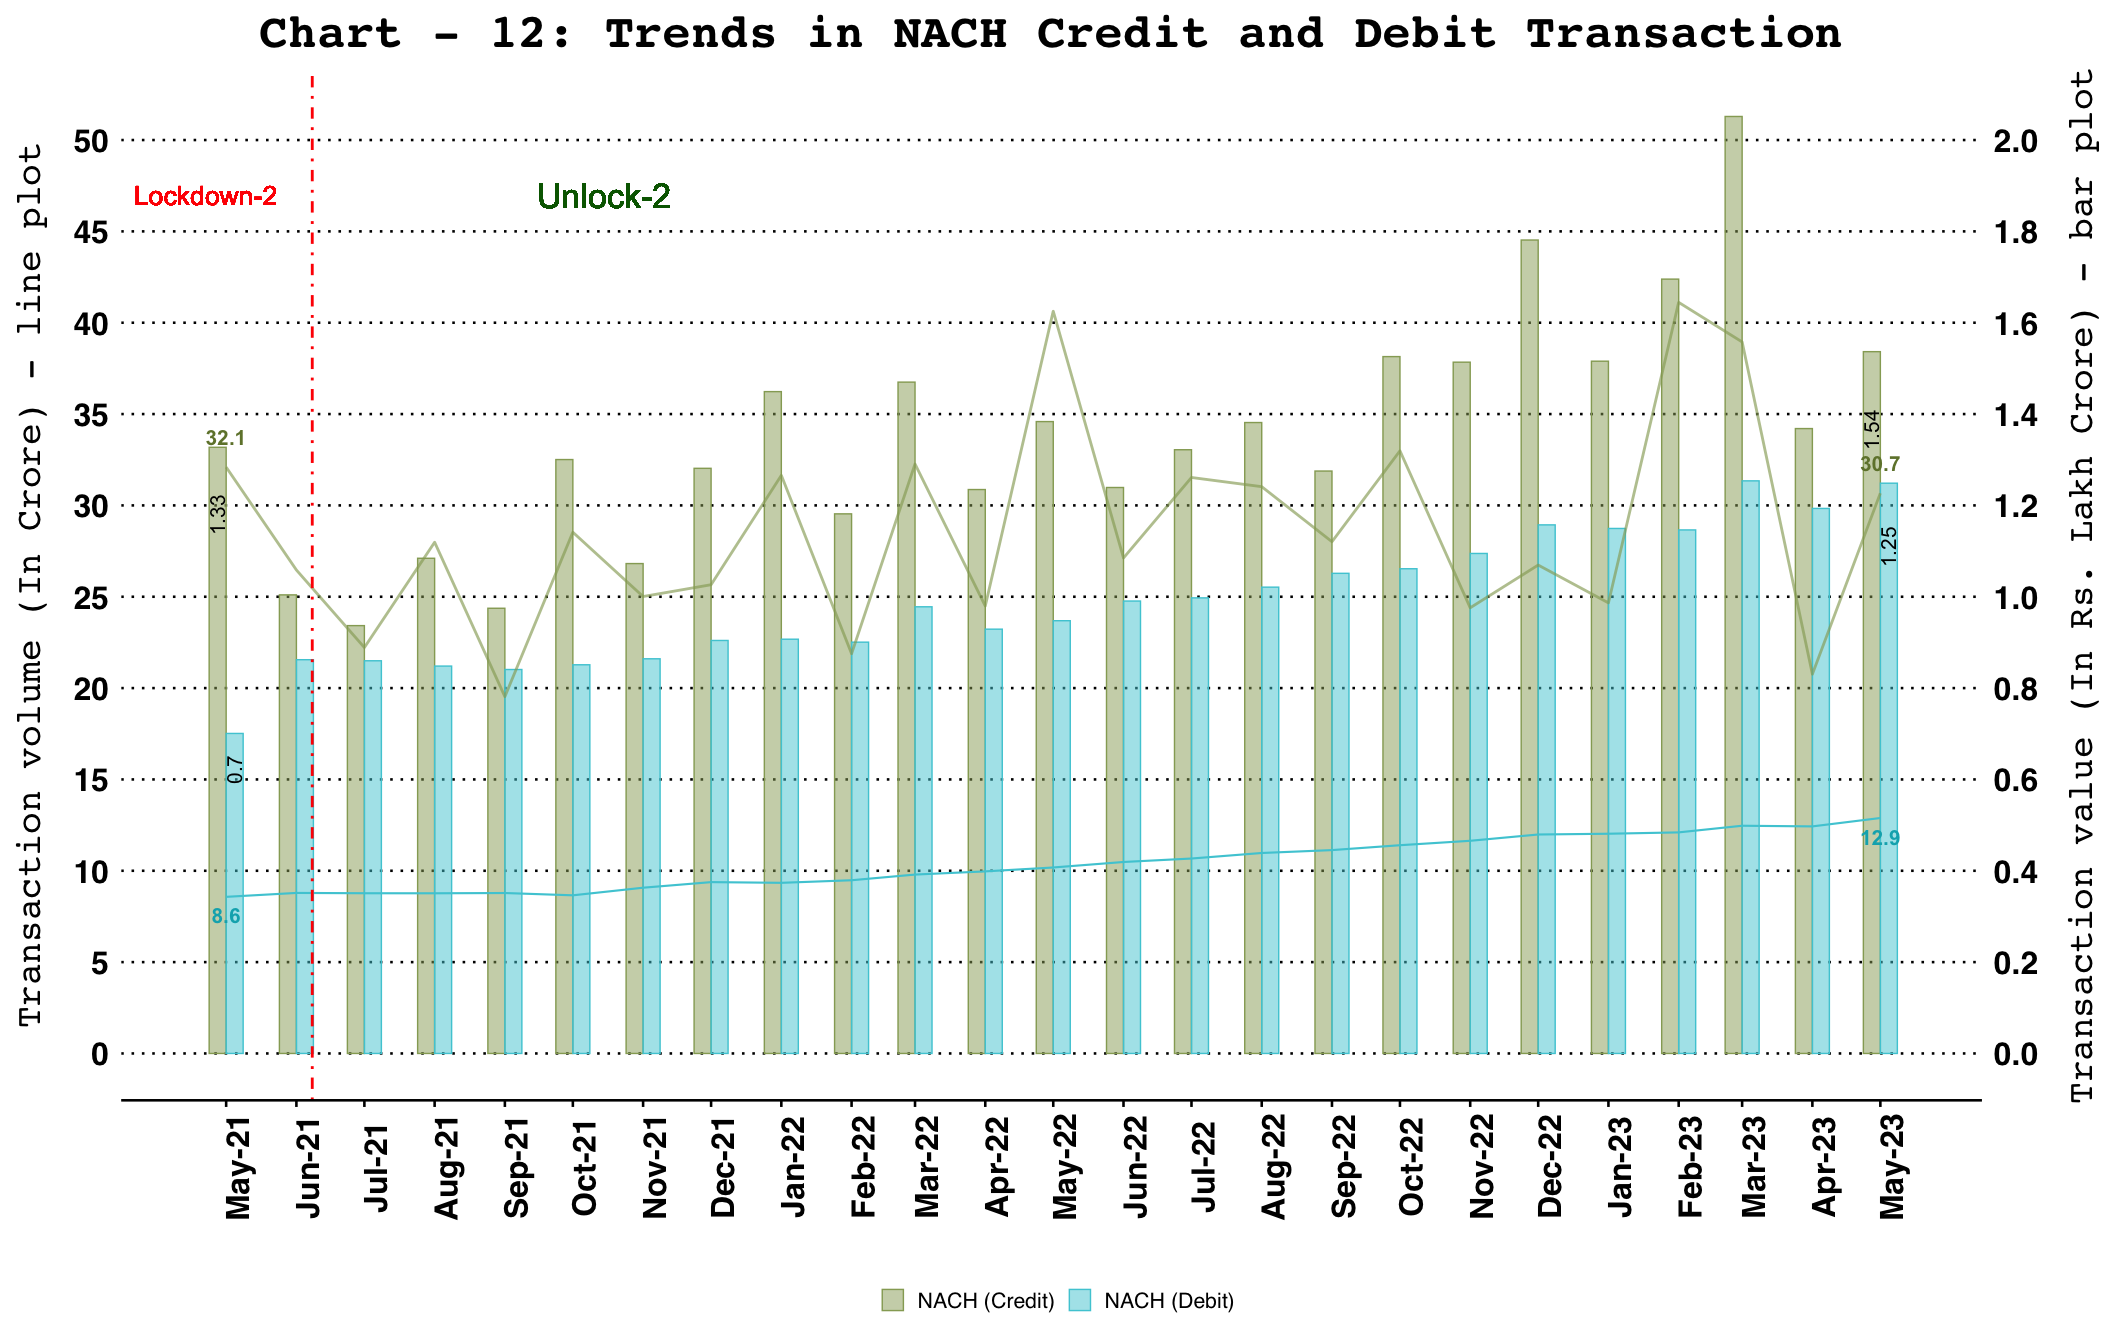 Chart – 12: Trends in NACH Credit and Debit Transaction
Transaction volume (In Crore) – line plot
50
45
40
35
30
25
20
15
10
5
0
Lockdown-2
Unlock-2
32.1
1.33
0.7
8.6
1.54
30.7
1.25
12.9
2.0
1.8
1.6
1.4
1.2
1.0
0.8
0.6
0.4
0.2
0.0
Transaction value (In Rs. Lakh Crore) – bar plot
May-21
Jun-21
Jul-21
Aug-21
Sep-21
Oct-21
Nov-21
Dec-21
Jan-22
Feb-22
Mar-22
Apr-22
May-22
Jun-22
Jul-22
Aug-22
Sep-22
Oct-22
Nov-22
Dec-22
Jan-23
Feb-23
Mar-23
Apr-23
May-23
NACH (Credit)
NACH (Debit)